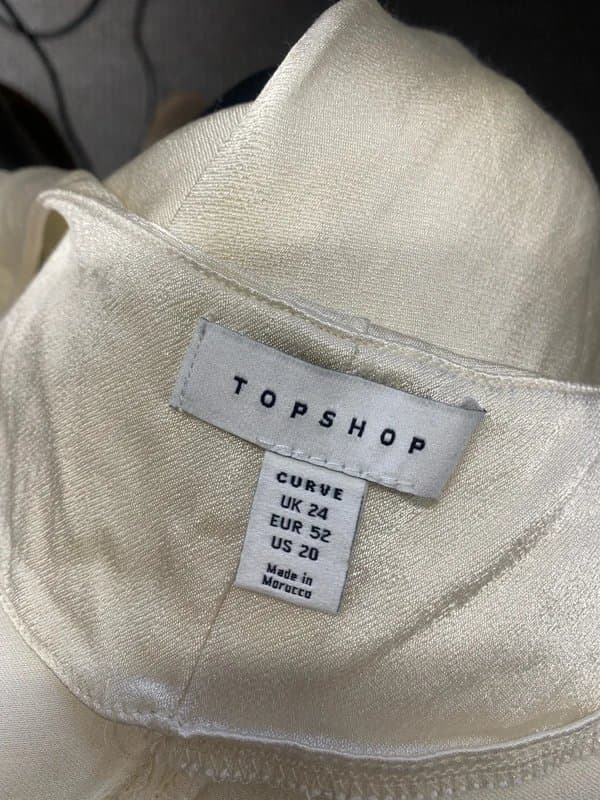 TOPSHOP
CURVE
UK 24
EUR 52
US 20
Made in
Morocco